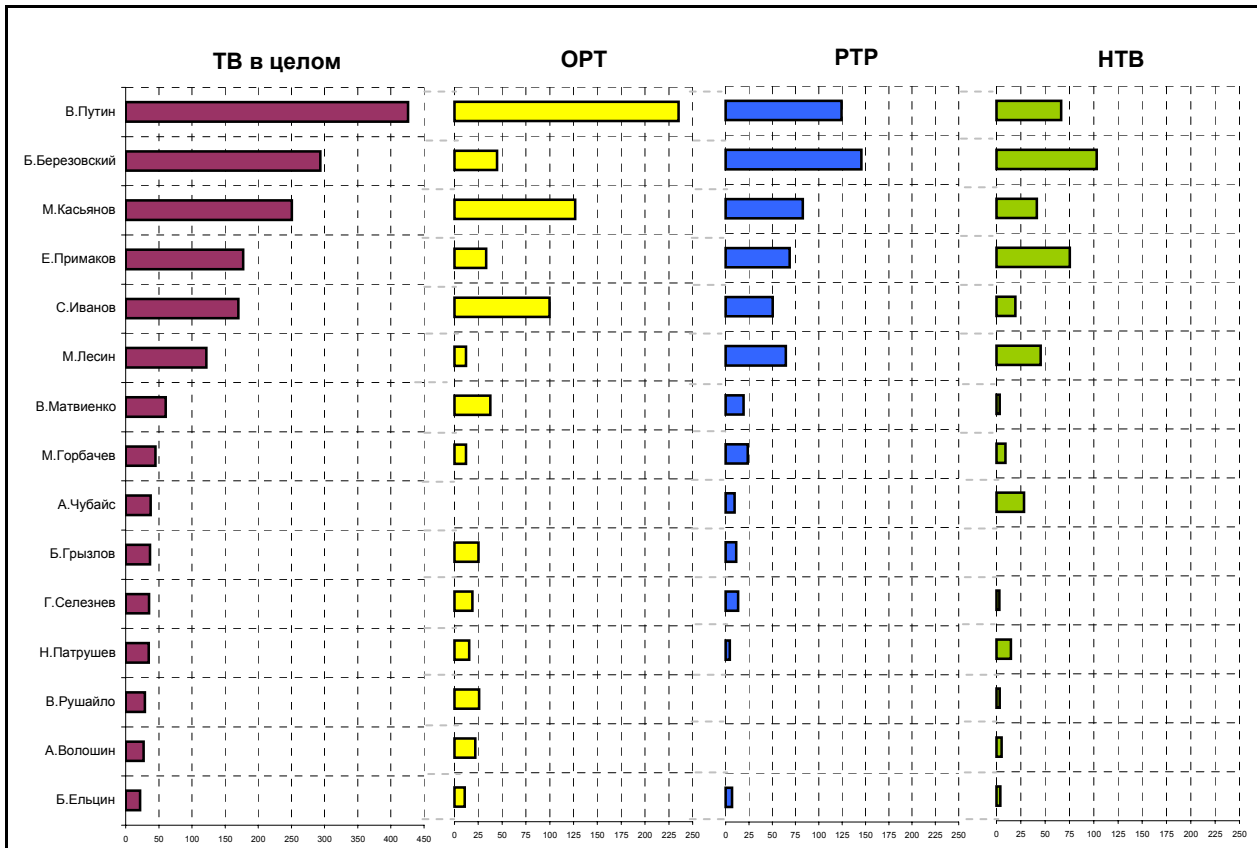 ТВ в целом ОРТ РТР НТВ
В.Путин
Б.Березовский
М.Касьянов
Е.Примаков
С.Иванов
М.Лесин
В.Матвиенко
М.Горбачев
А.Чубайс
Б.Грызлов
Г.Селезнев
Н.Патрушев
В.Рушайло
А.Волошин
Б.Ельцин
0 50 100 150 200 250 300 350 400 450 0 25 50 75 100 125 150 175 200 225 250 0 25 50 75 100 125 150 175 200 225 250 0 25 50 75 100 125 150 175 200 225 250